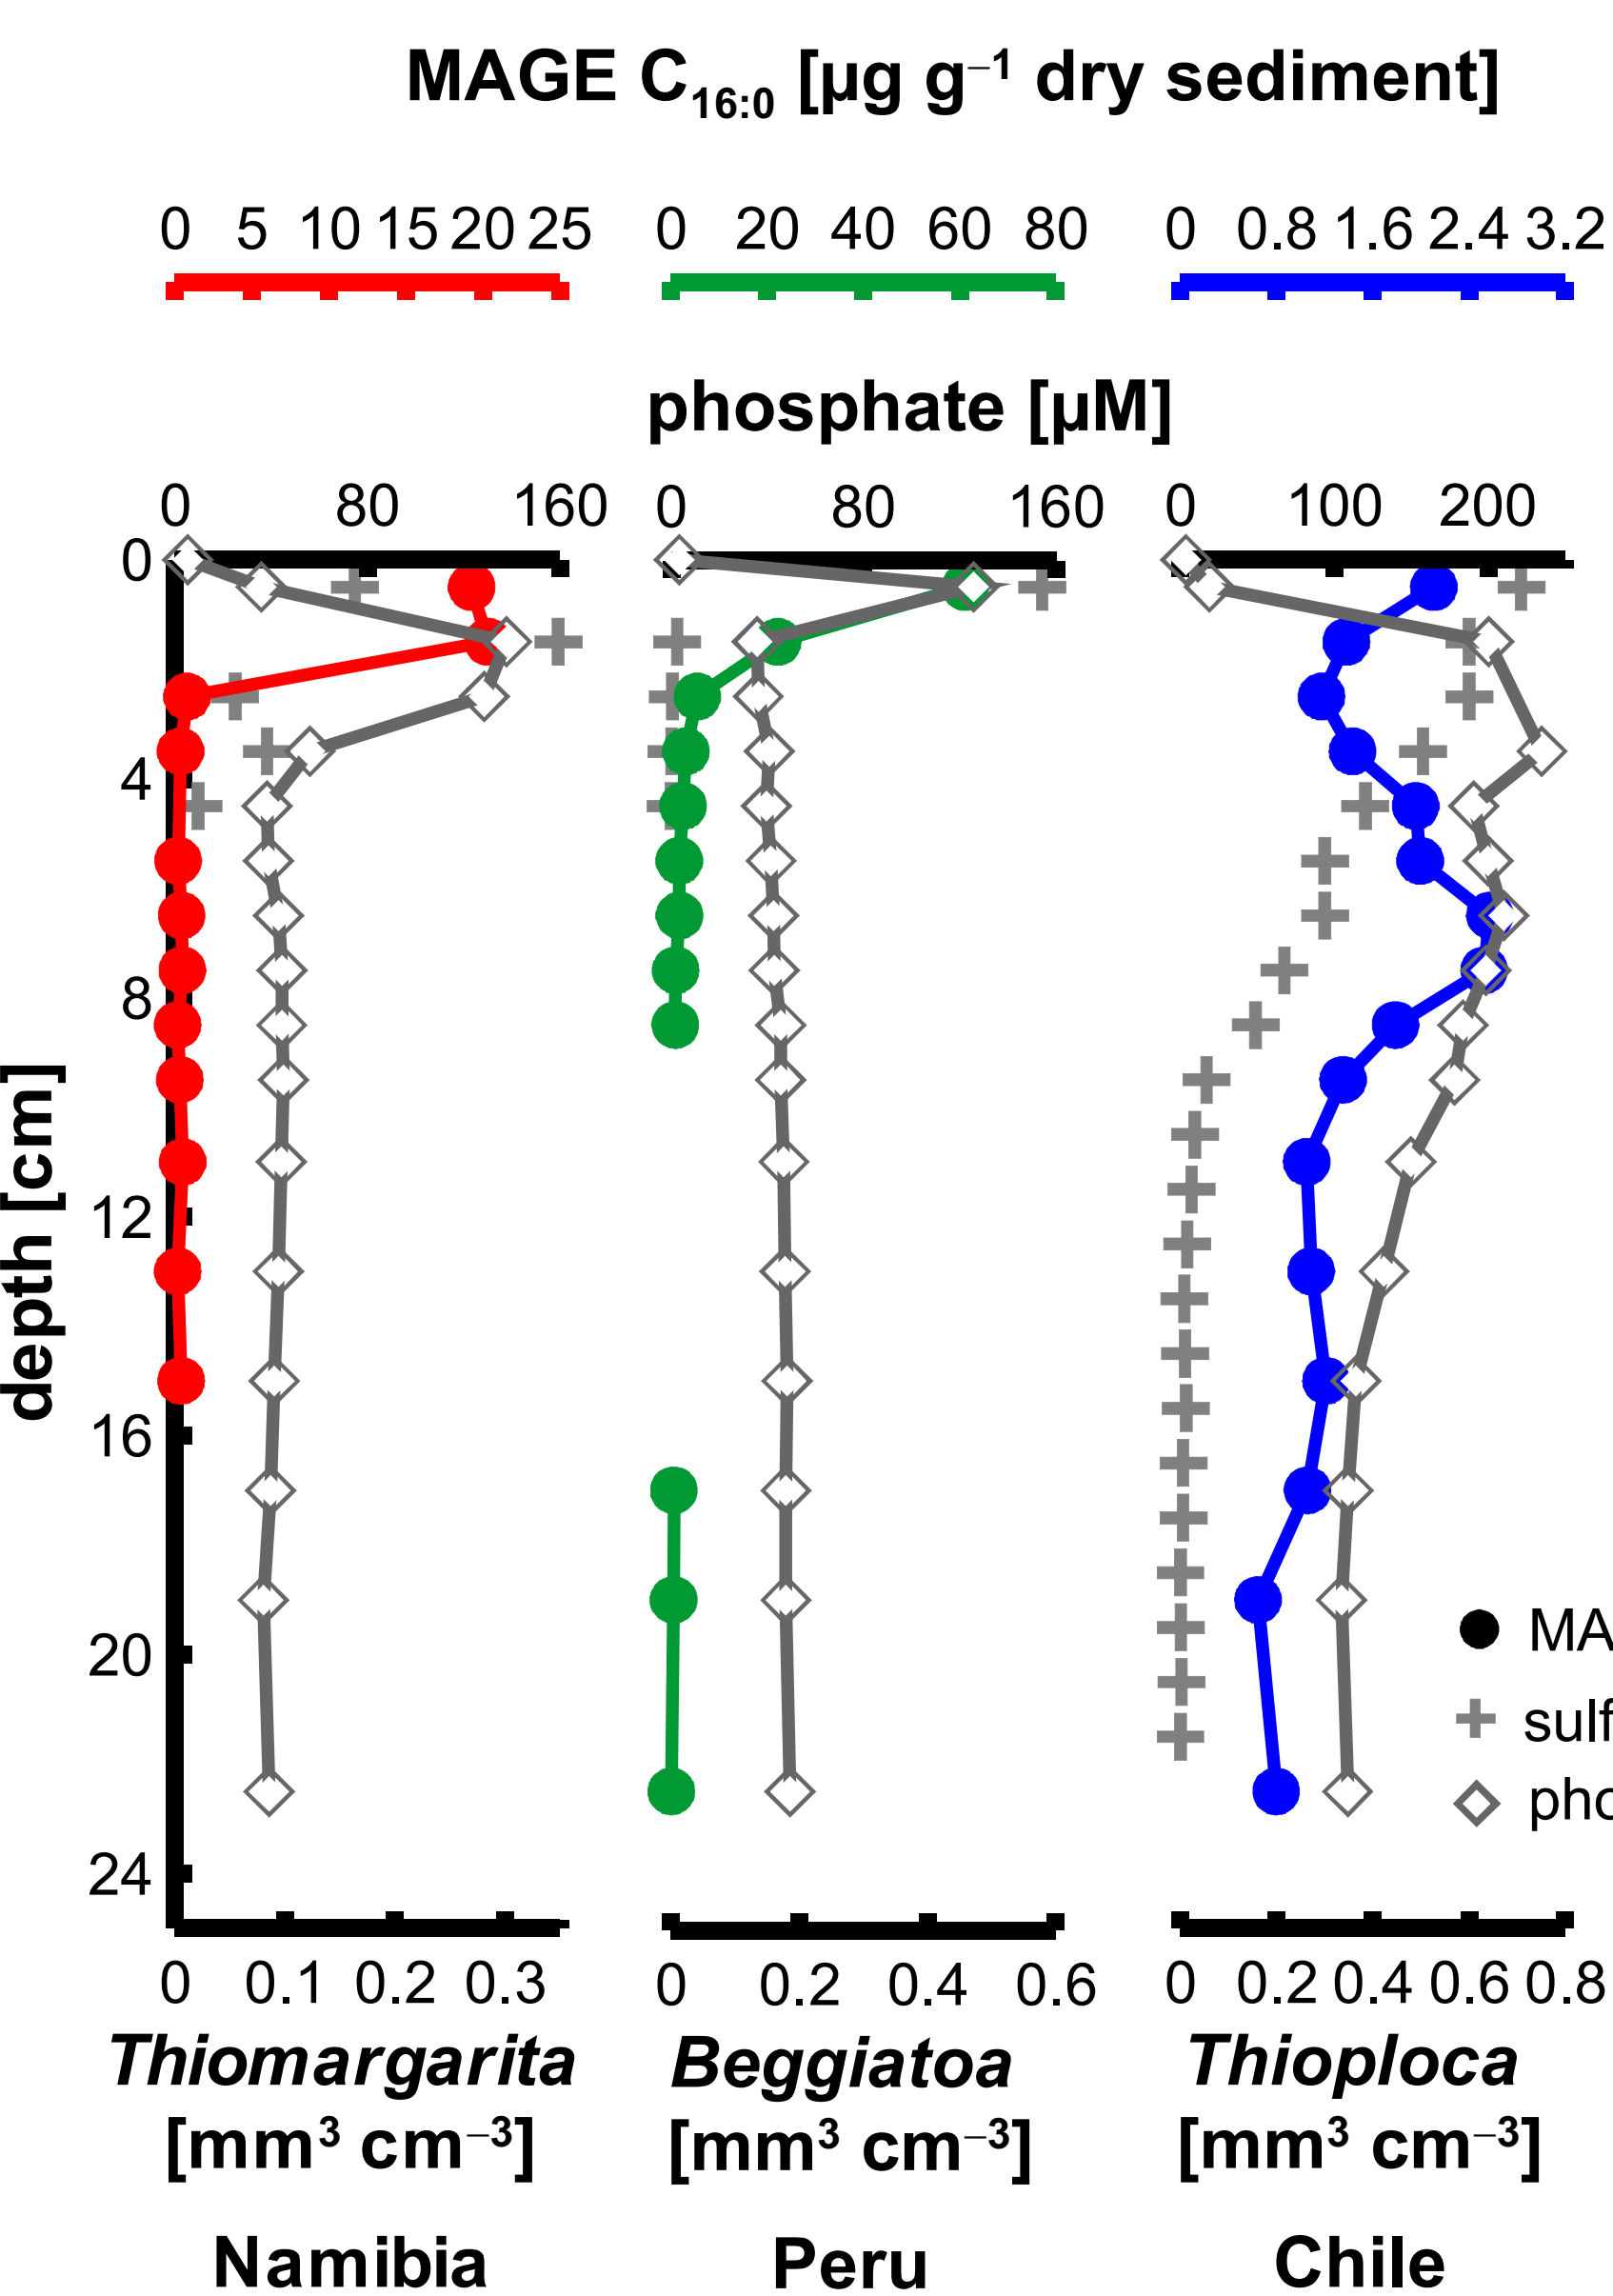 MAGE C16:0 [µg g–1 dry sediment]
0 5 10 15 20 25 0 20 40 60 80 0 0.8 1.6 2.4 3.2
phosphate [µM]
0 80 160 0 80 160 0 100 200
0
4
8
12
16
20
24
depth [cm]
MA
sulf
pho
0 0.1 0.2 0.3 0 0.2 0.4 0.6 0 0.2 0.4 0.6 0.8
Thiomargarita Beggiatoa Thioploca
[mm3 cm–3] [mm3 cm–3] [mm3 cm–3]
Namibia Peru Chile